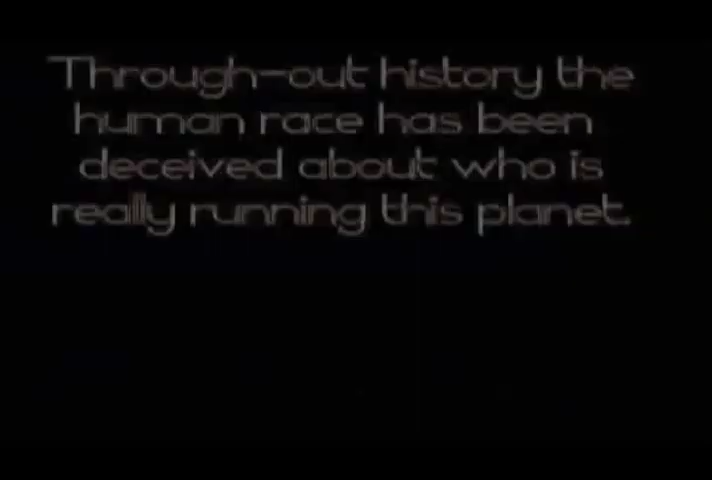 Through-out history the
human race has been
deceived about who is
really running this planet.